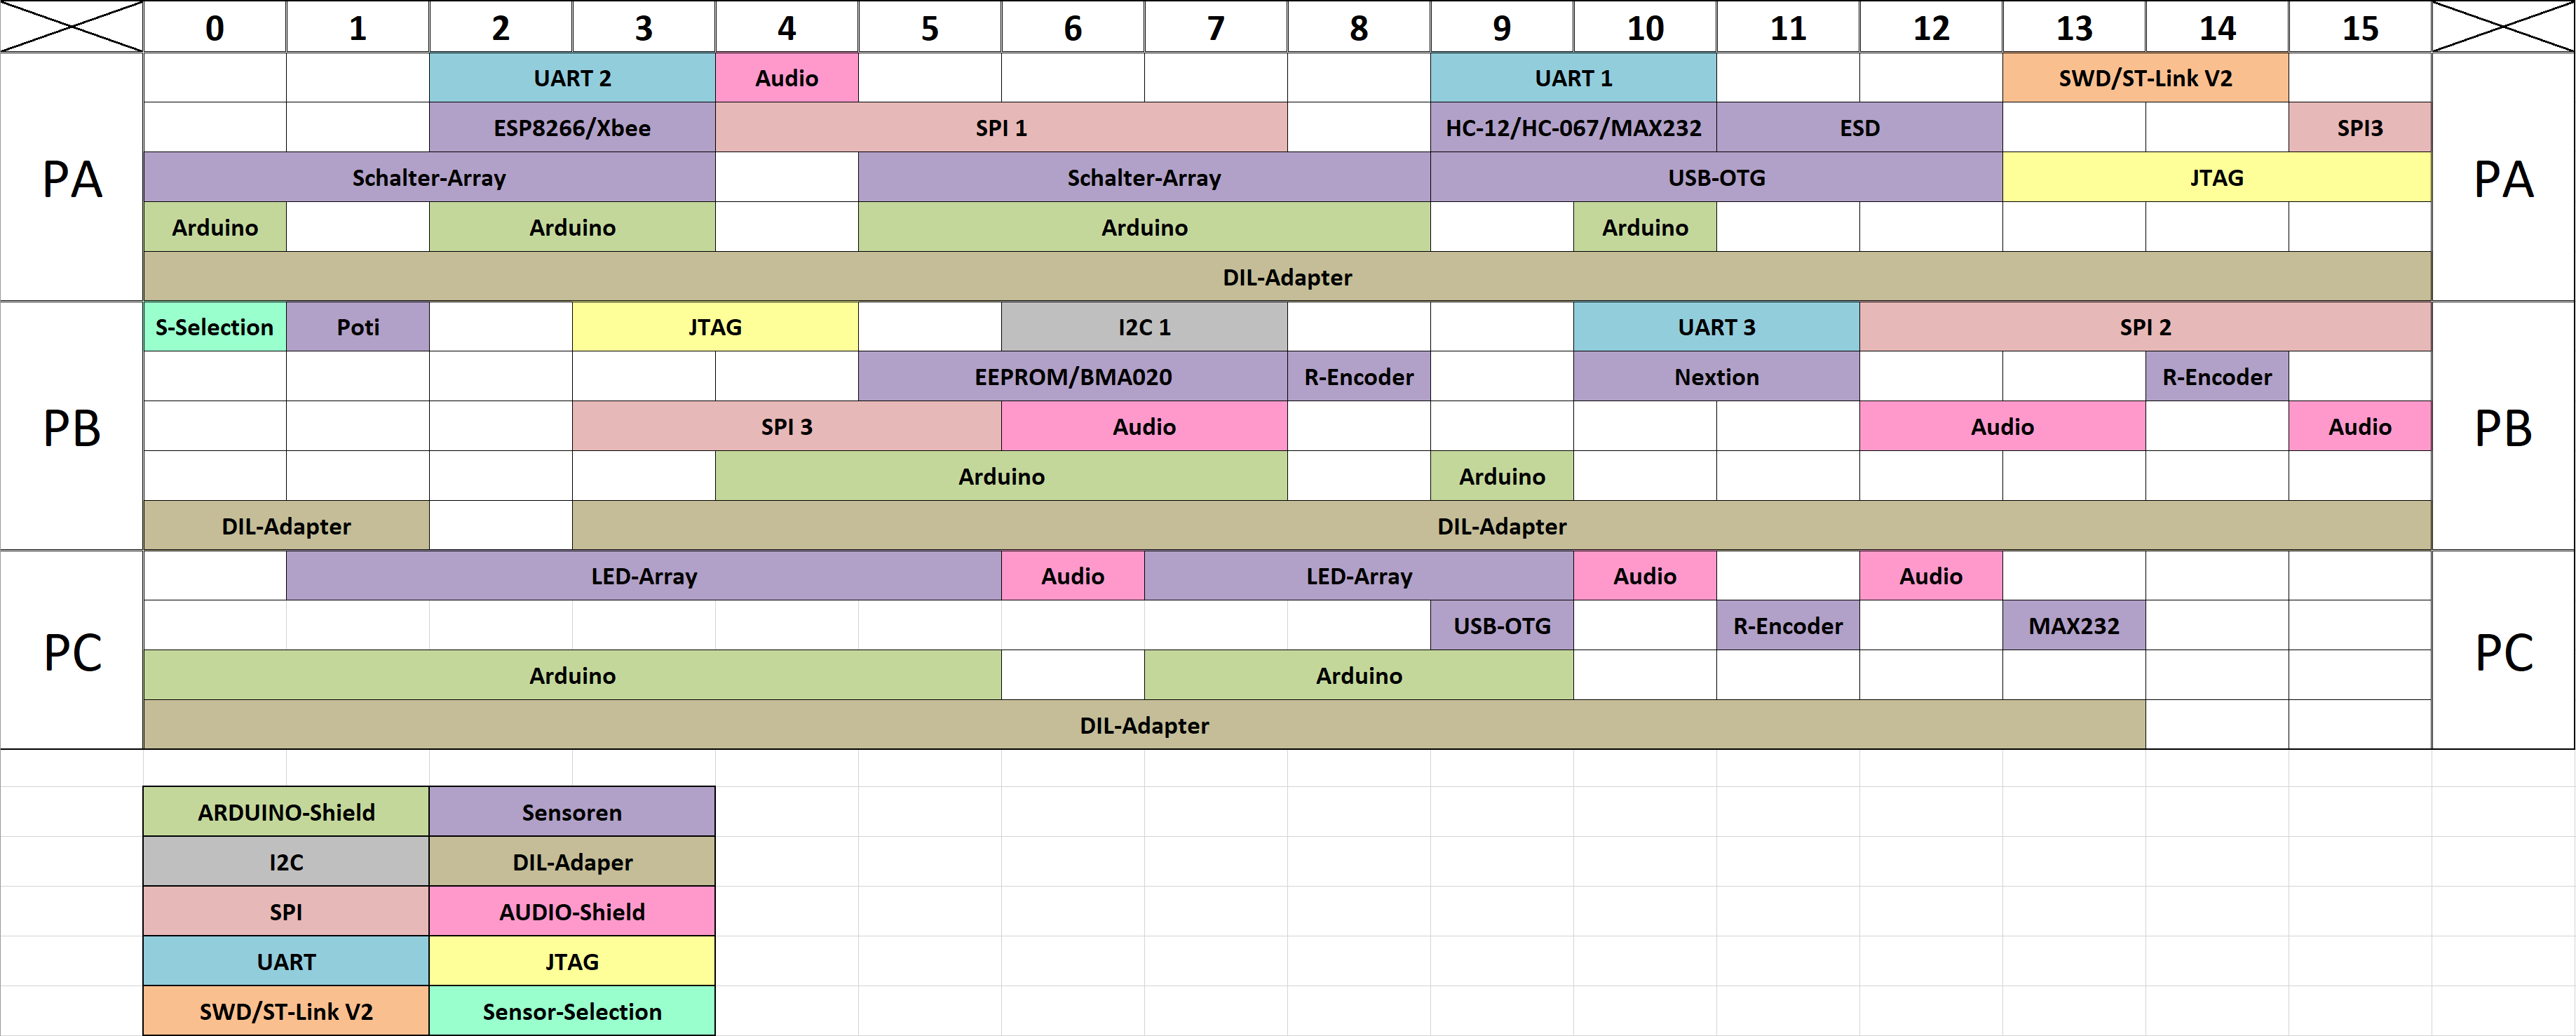 0 1 2 3 4 5 6 7 8 9 10 11 12 13 14 15
PA UART 2 Audio UART 1 SWD/ST-Link V2 PA
ESP8266/Xbee SPI 1 HC-12/HC-067/MAX232 ESD SPI3
Schalter-Array Schalter-Array USB-OTG JTAG
Arduino Arduino Arduino Arduino
DIL-Adapter
PB S-Selection Poti JTAG I2C 1 UART 3 SPI 2 PB
EEPROM/BMA020 R-Encoder Nextion R-Encoder
SPI 3 Audio Audio Audio
Arduino Arduino
DIL-Adapter DIL-Adapter
PC LED-Array Audio LED-Array Audio Audio PC
USB-OTG R-Encoder MAX232
Arduino Arduino
DIL-Adapter
ARDUINO-Shield Sensoren
I2C DIL-Adaper
SPI AUDIO-Shield
UART JTAG
SWD/ST-Link V2 Sensor-Selection